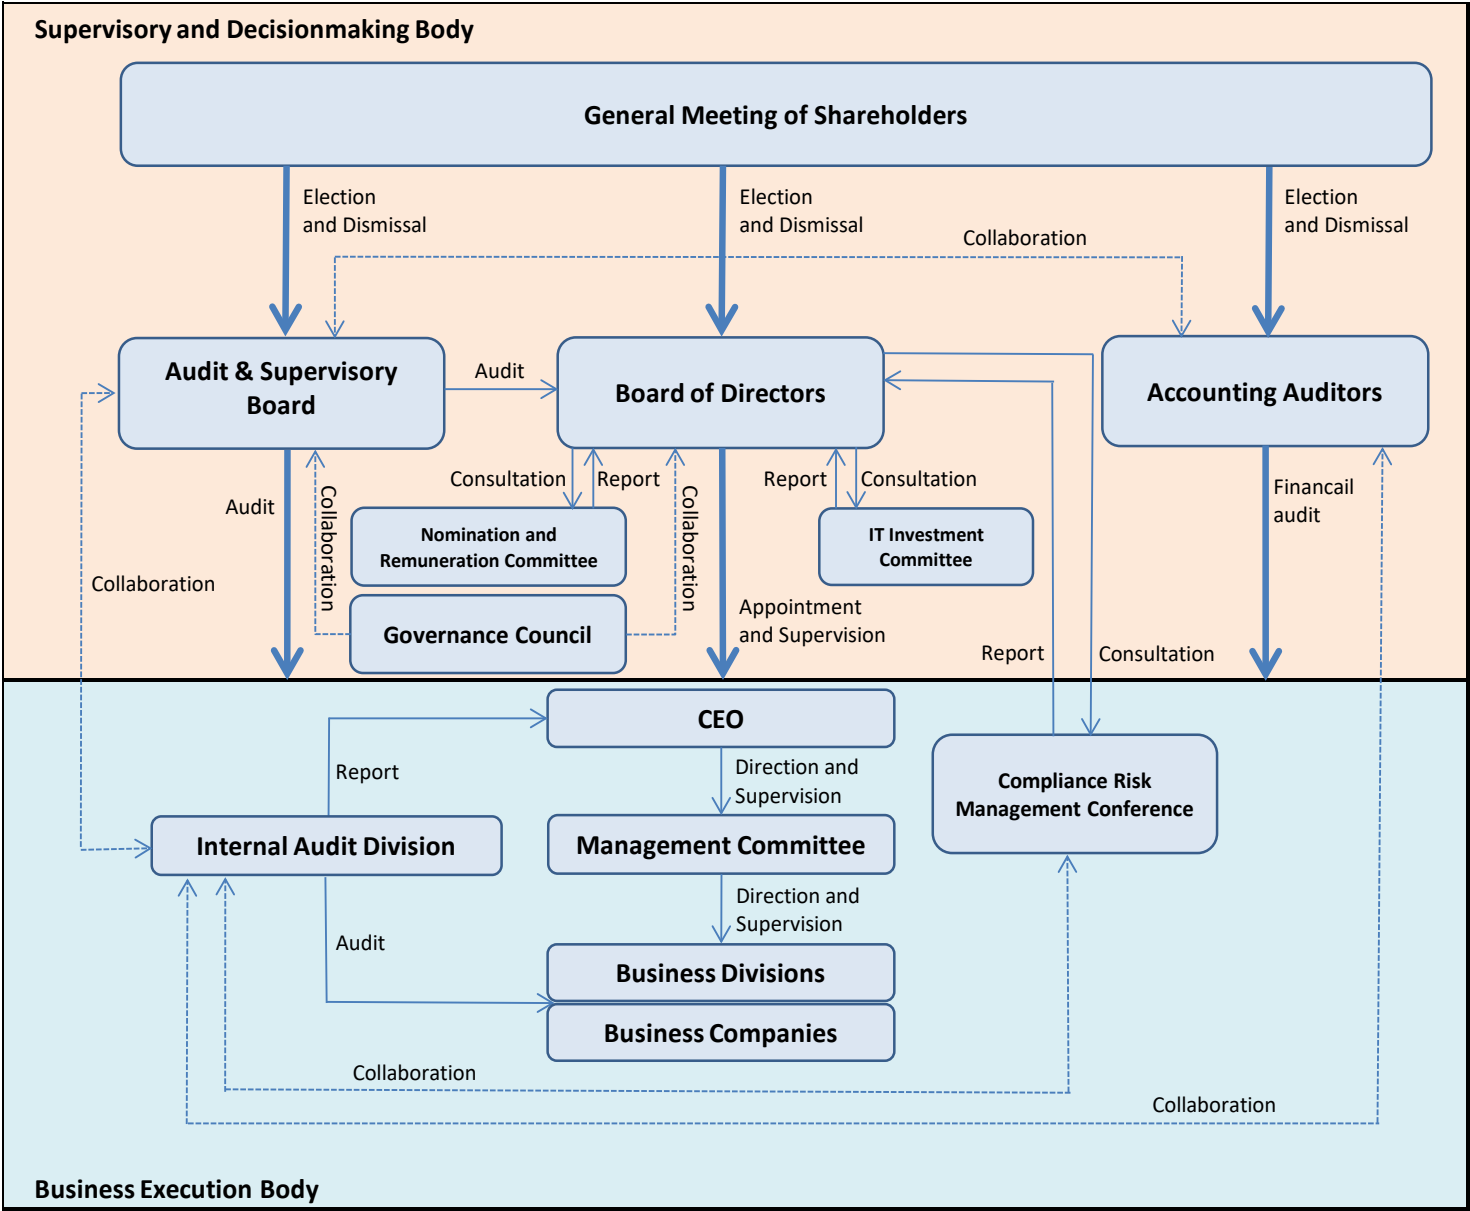 Supervisory and Decisionmaking Body
General Meeting of Shareholders
Election
and Dismissal
Election
and Dismissal
Election
and Dismissal
Collaboration
Audit & Supervisory
Board
Audit
Board of Directors
Accounting Auditors
Consultation
Report
Report
Consultation
Audit
Collaboration
Nomination and
Remuneration Committee
Collaboration
IT Investment
Committee
Financail
audit
Collaboration
Governance Council
Appointment
and Supervision
Report
Consultation
CEO
Report
Direction and
Supervision
Compliance Risk
Management Conference
Internal Audit Division
Management Committee
Direction and
Supervision
Audit
Business Divisions
Business Companies
Collaboration
Collaboration
Business Execution Body